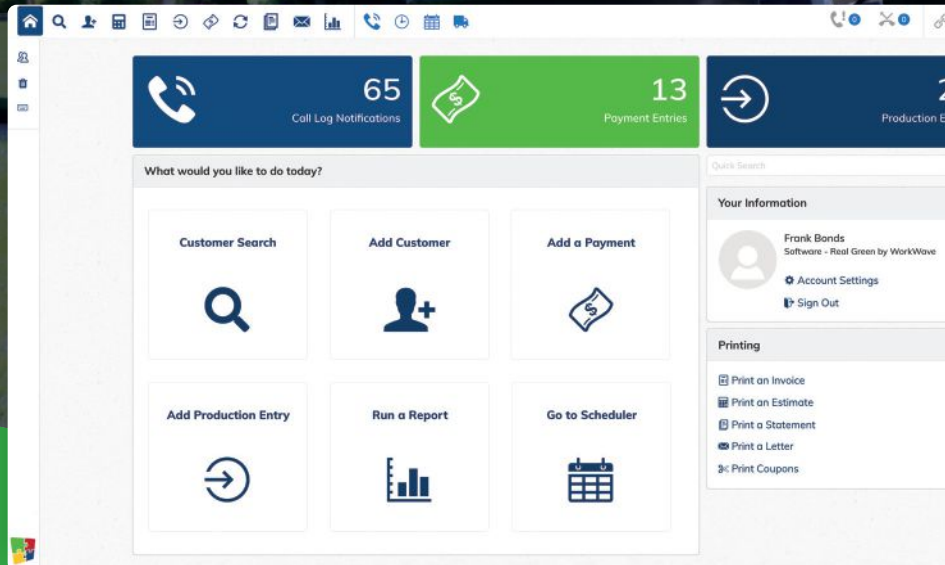 65
Call Log Notifications
13
Payment Entries
2
Production E
What would you like to do today?
Customer Search
Add Customer
Add a Payment
Add Production Entry
Run a Report
Go to Scheduler
0
0
Quick Search
Your Information
Frank Bonds
Software - Real Green by WorkWave
Account Settings
Sign Out
Printing
Print an Invoice
Print an Estimate
Print a Statement
Print a Letter
Print Coupons